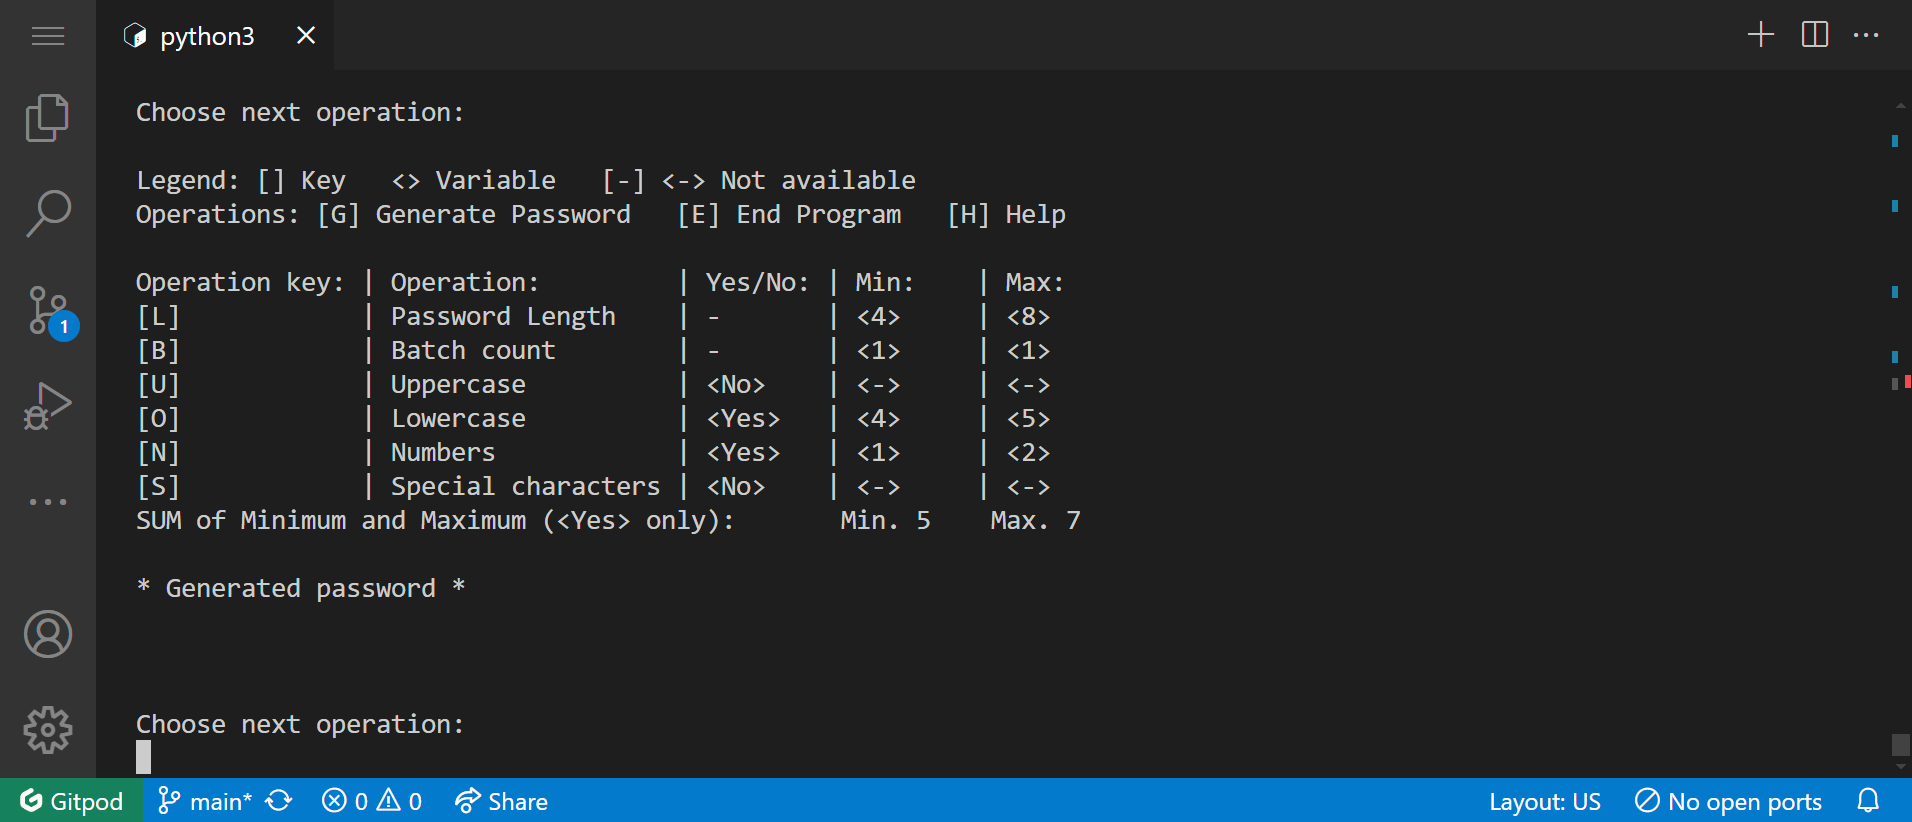 python3
Choose next operation:
Legend: [] Key   <> Variable   [-] <-> Not available
Operations: [G] Generate Password   [E] End Program   [H] Help
Operation key: | Operation:         | Yes/No: | Min:    | Max:
[L]            | Password Length    | -       | <4>     | <8>
[B]            | Batch count        | -       | <1>     | <1>
[U]            | Uppercase          | <No>    | <->     | <->
[O]            | Lowercase          | <Yes>   | <4>     | <5>
[N]            | Numbers            | <Yes>   | <1>     | <2>
[S]            | Special characters | <No>    | <->     | <->
SUM of Minimum and Maximum (<Yes> only):       Min. 5    Max. 7
* Generated password *
Choose next operation:
1
Gitpod main* 0 0 Share Layout: US No open ports